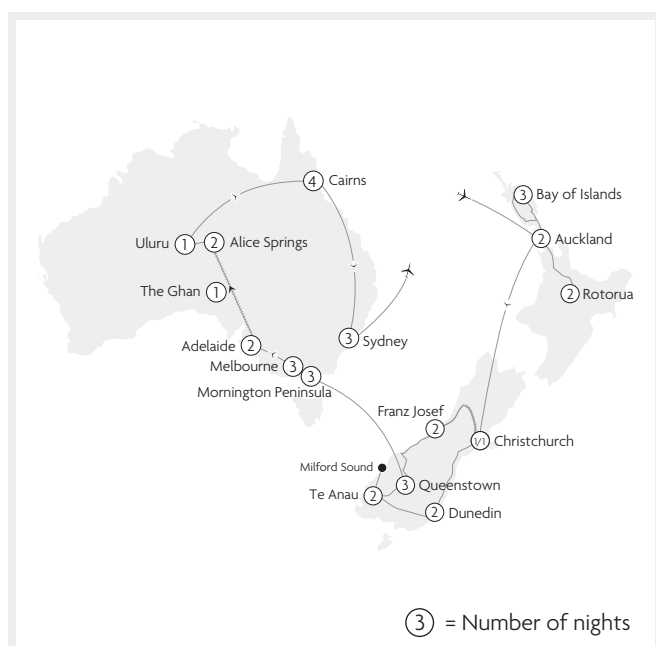 4 Cairns
3 Bay of Islands
Uluru 1
2 Alice Springs
2 Auckland
The Ghan 1
2 Rotorua
Adelaide 2
3 Sydney
Melbourne 3
3
Mornington Peninsula
Franz Josef
2
1/1 Christchurch
Milford Sound
3 Queenstown
Te Anau 2
2 Dunedin
3 = Number of nights